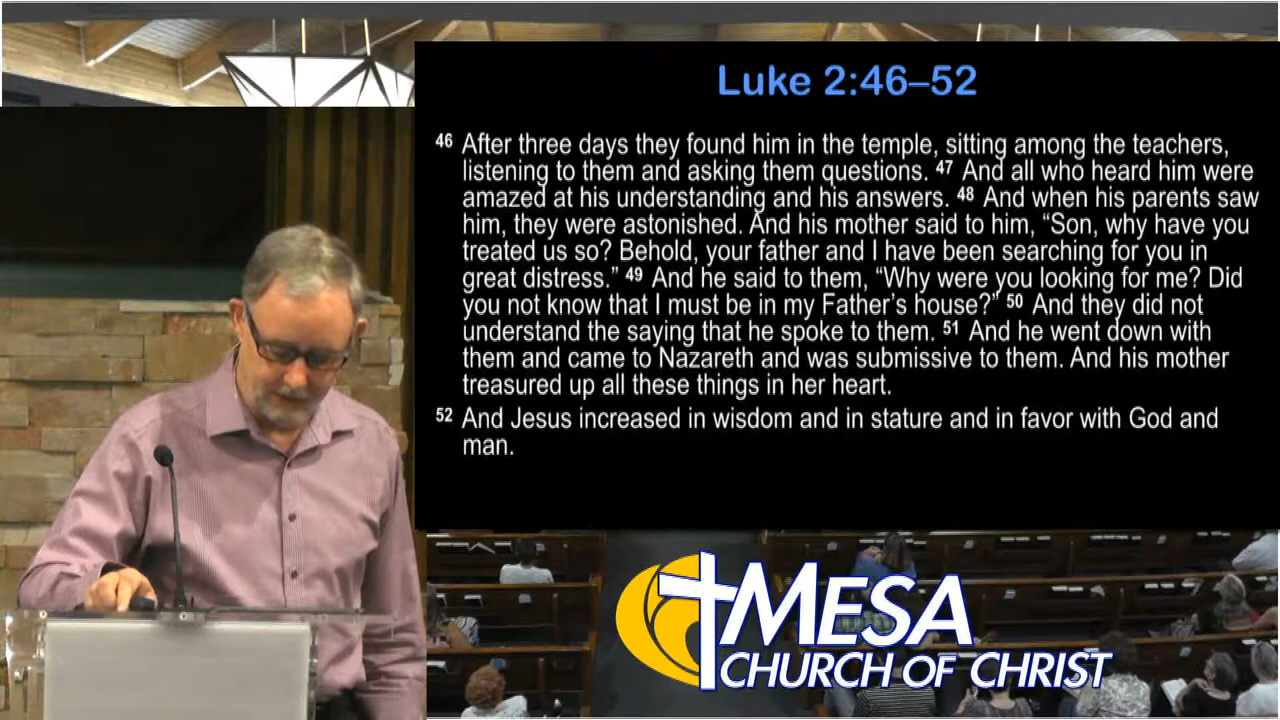 Luke 2:46–52
46 After three days they found him in the temple, sitting among the teachers,
listening to them and asking them questions. 47 And all who heard him were
amazed at his understanding and his answers. 48 And when his parents saw
him, they were astonished. And his mother said to him, “Son, why have you
treated us so? Behold, your father and I have been searching for you in
great distress.” 49 And he said to them, “Why were you looking for me? Did
you not know that I must be in my Father’s house?” 50 And they did not
understand the saying that he spoke to them. 51 And he went down with
them and came to Nazareth and was submissive to them. And his mother
treasured up all these things in her heart.
52 And Jesus increased in wisdom and in stature and in favor with God and
man.
MESA
CHURCH OF CHRIST